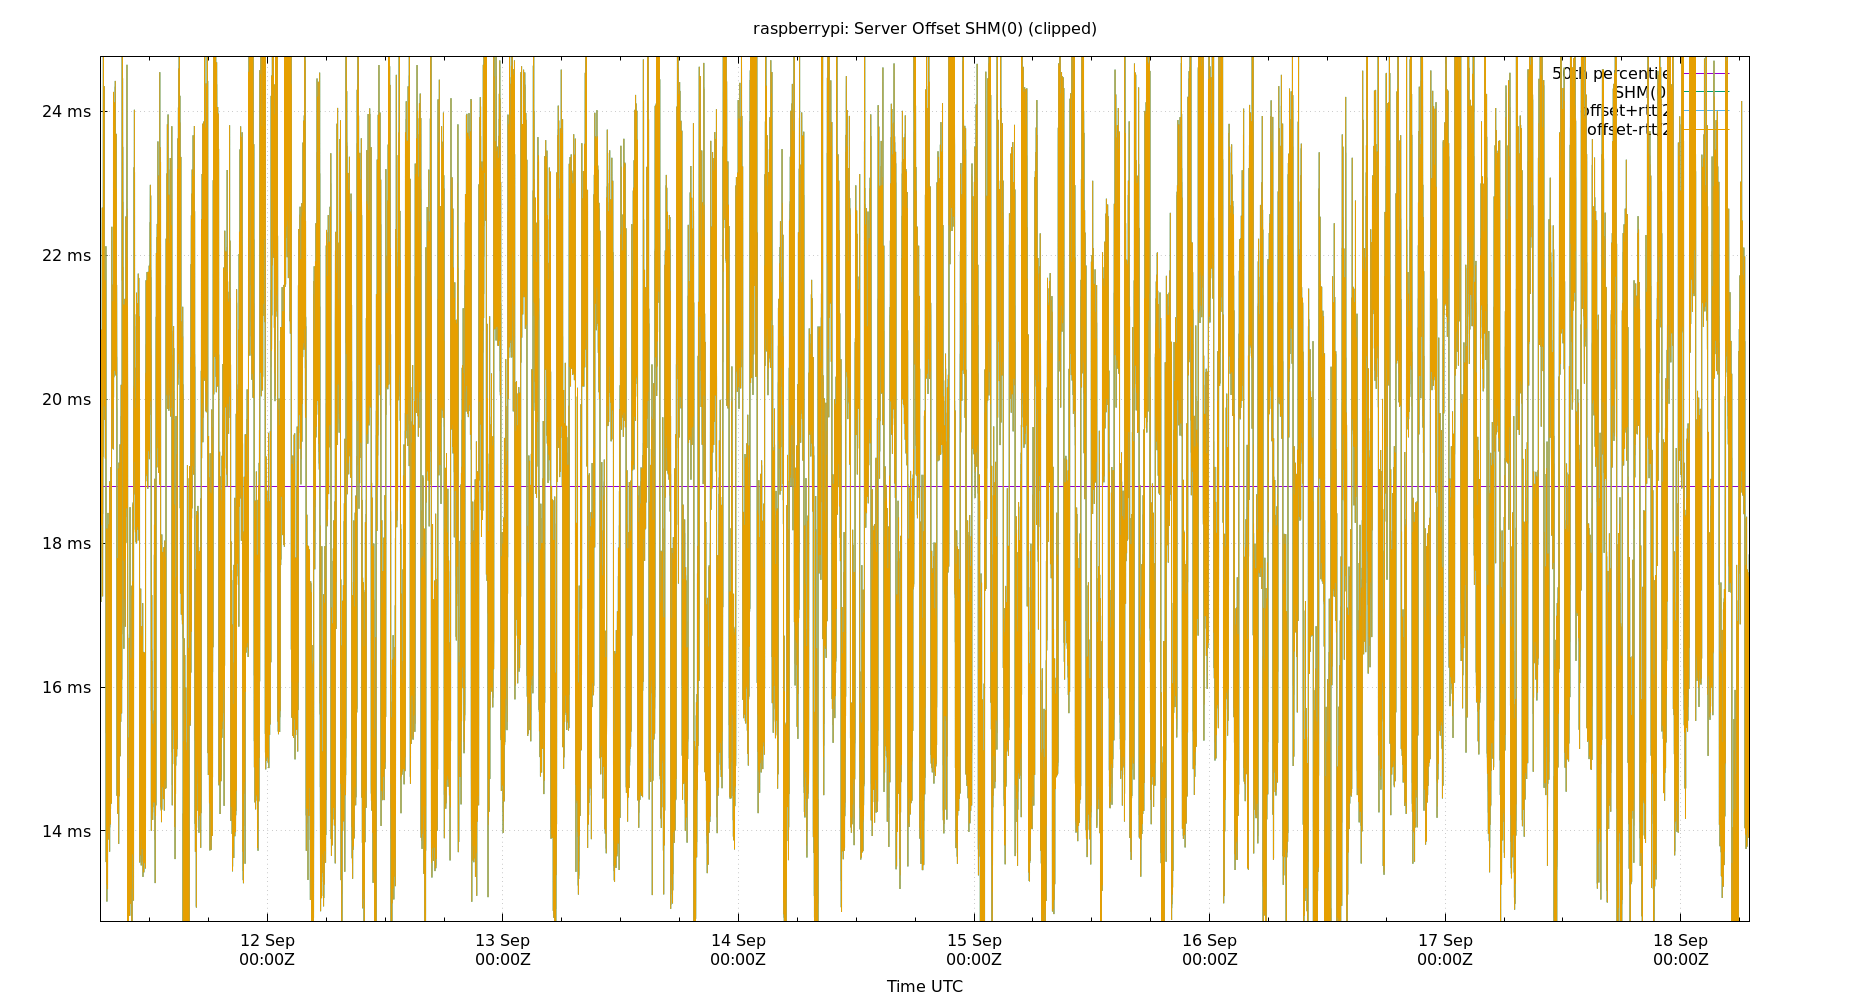 raspberrypi: Server Offset SHM(0) (clipped)
50th percentile
SHM(0)
offset+rtt/2
offset-rtt/2
24 ms
22 ms
20 ms
18 ms
16 ms
14 ms
12 Sep 13 Sep 14 Sep 15 Sep 16 Sep 17 Sep 18 Sep
00:00Z 00:00Z 00:00Z 00:00Z 00:00Z 00:00Z 00:00Z
Time UTC